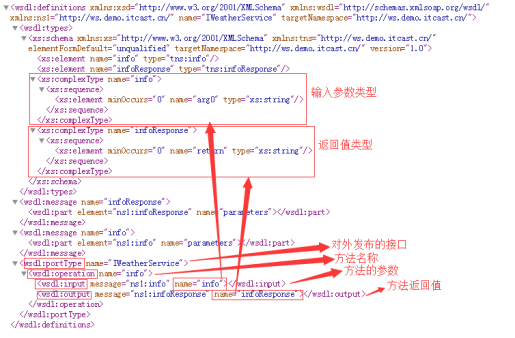 ▼<wsdl:definitions xmlns:xsd="http://www.w3.org/2001/XMLSchema" xmlns:wsdl="http://schemas.xmlsoap.org/wsdl/"
xmlns:ns1="http://ws.demo.itcast.cn/" name="IWeatherService" targetNamespace="http://ws.demo.itcast.cn/">
▼<wsdl:types>
▼<xs:schema xmlns:xs="http://www.w3.org/2001/XMLSchema" xmlns:tns="http://ws.demo.itcast.cn/"
elementFormDefault="unqualified" targetNamespace="http://ws.demo.itcast.cn/" version="1.0">
<xs:element name="info" type="tns:info"/>
<xs:element name="infoResponse" type="tns:infoResponse"/>
▼<xs:complexType name="info">
▼<xs:sequence>
<xs:element minOccurs="0" name="arg0" type="xs:string"/>
</xs:sequence>
</xs:complexType>
输入参数类型
▼<xs:complexType name="infoResponse">
▼<xs:sequence>
<xs:element minOccurs="0" name="return" type="xs:string"/>
</xs:sequence>
</xs:complexType>
返回值类型
</xs:schema>
</wsdl:types>
▼<wsdl:message name="infoResponse">
<wsdl:part element="ns1:infoResponse" name="parameters"></wsdl:part>
</wsdl:message>
▼<wsdl:message name="info">
<wsdl:part element="ns1:info" name="parameters"></wsdl:part>
</wsdl:message>
▼<wsdl:portType name="IWeatherService">
对外发布的接口
▼<wsdl:operation name="info">
方法名称
<wsdl:input message="ns1:info" name="info"></wsdl:input>
方法的参数
<wsdl:output message="ns1:infoResponse" name="infoResponse"></wsdl:output>
方法返回值
</wsdl:operation>
</wsdl:portType>
</wsdl:definitions>